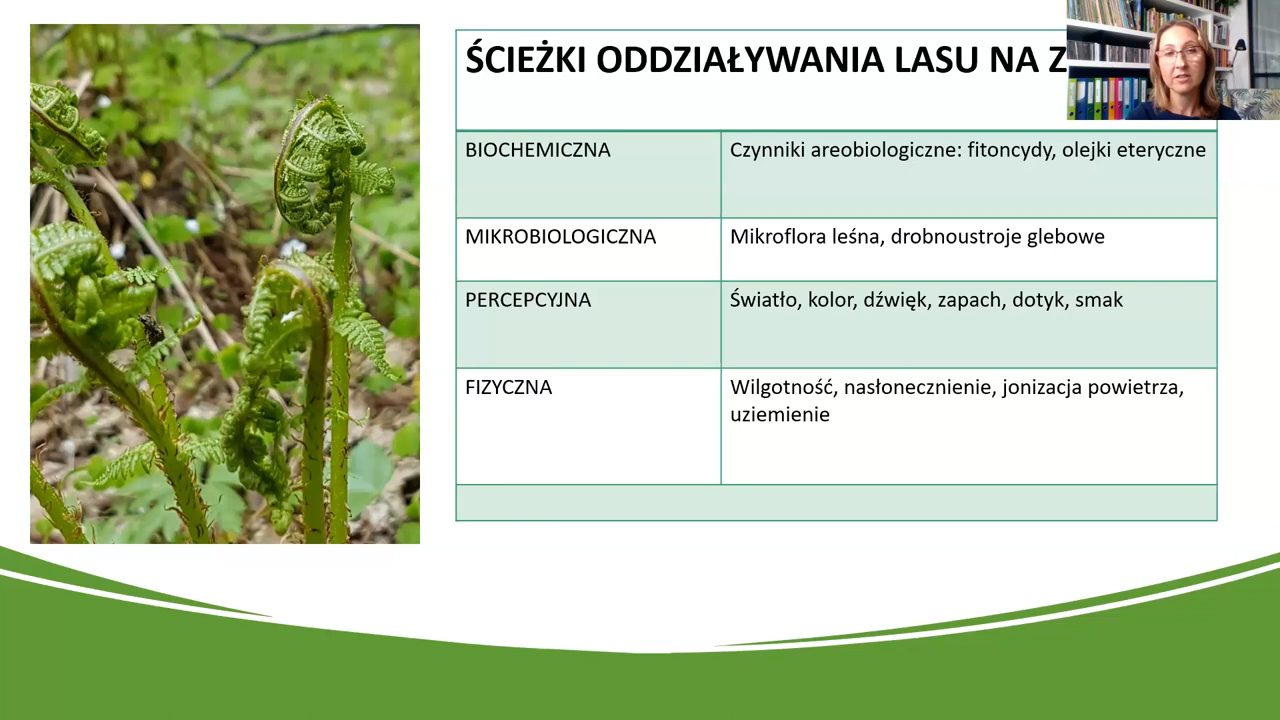 ŚCIEŻKI ODDZIAŁYWANIA LASU NA Z
BIOCHEMICZNA
Czynniki areobiologiczne: fitoncydy, olejki eteryczne
MIKROBIOLOGICZNA
Mikroflora leśna, drobnoustroje glebowe
PERCEPCYJNA
Światło, kolor, dźwięk, zapach, dotyk, smak
FIZYCZNA
Wilgotność, nasłonecznienie, jonizacja powietrza,
uziemienie